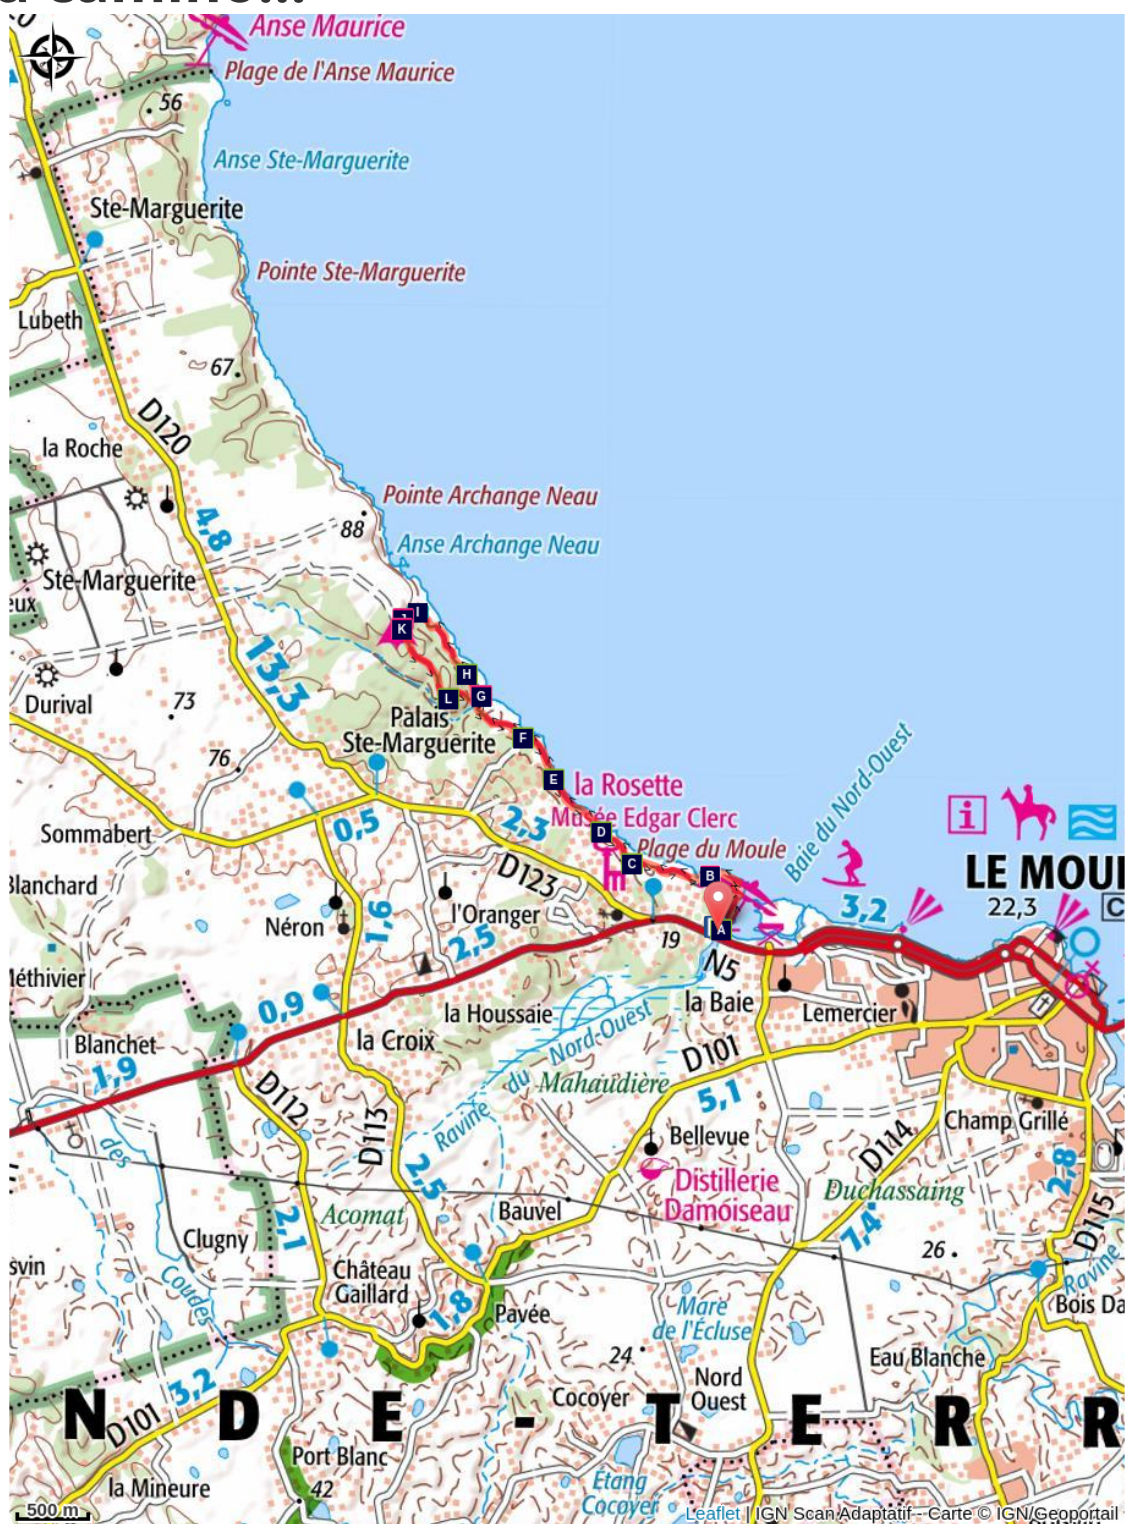 Anse Maurice
Plage de l'Anse Maurice
56
Anse Ste-Marguerite
Ste-Marguerite
Pointe Ste-Marguerite
Lubeth
67
D120
la Roche
Pointe Archange Neau
88
4,8
Anse Archange Neau
Ste-Marguerite
I
K
13,3
H
Durival
73
L
G
Palais
Ste-Marguerite
F
76
E
la Rosette
Baie du Nord-Ouest
Musée Edgar Clerc
i
Sommabert
0,5
2,3
D
Plage du Moule
C
B
D123
LE MOU
22,3
C
3,2
Néron
1,6
l'Oranger
2,5
19
A
N5
la Baie
0,9
la Houssaie
Lemercier
la Croix
Blanchet
1,9
Ravine du Nord-Ouest
D101
Mahaudière
5,1
D112
D113
Champ Grillé
des
Bellevue
D114
2,5
Distillerie
Damoiseau
Duchassaing
2,8
2,1
Acomat
Bauvel
7,4
D115
Clugny
26
Château
Gaillard
Coudes
Ravine
1,8
Pavée
Mare
de l'Écluse
24
Eau Blanche
3,2
Nord
Ouest
Cocoyer
N D E - T E R R
D101
Port Blanc
la Mineure
42
Étang
Cocoyer
500 m
Leaflet | IGN Scan Adaptatif - Carte © IGN/Geoportail